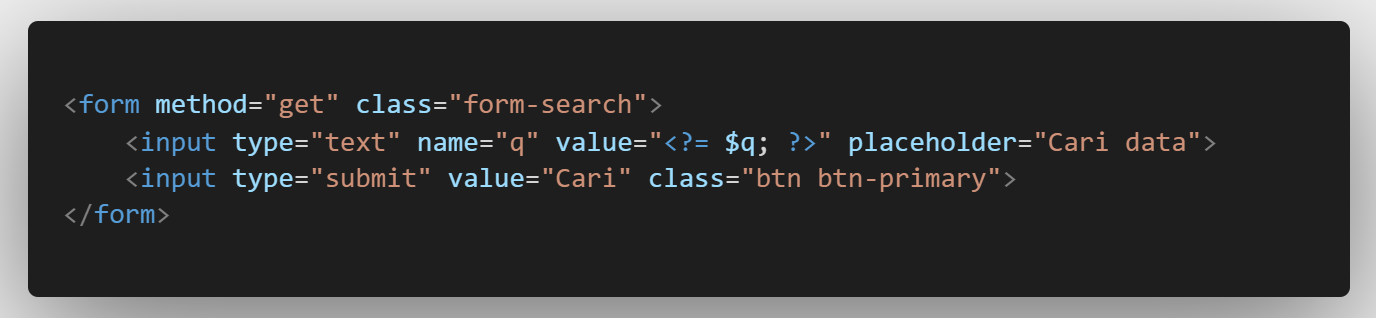 <form method="get" class="form-search">
    <input type="text" name="q" value="<?= $q; ?>" placeholder="Cari data">
    <input type="submit" value="Cari" class="btn btn-primary">
</form>